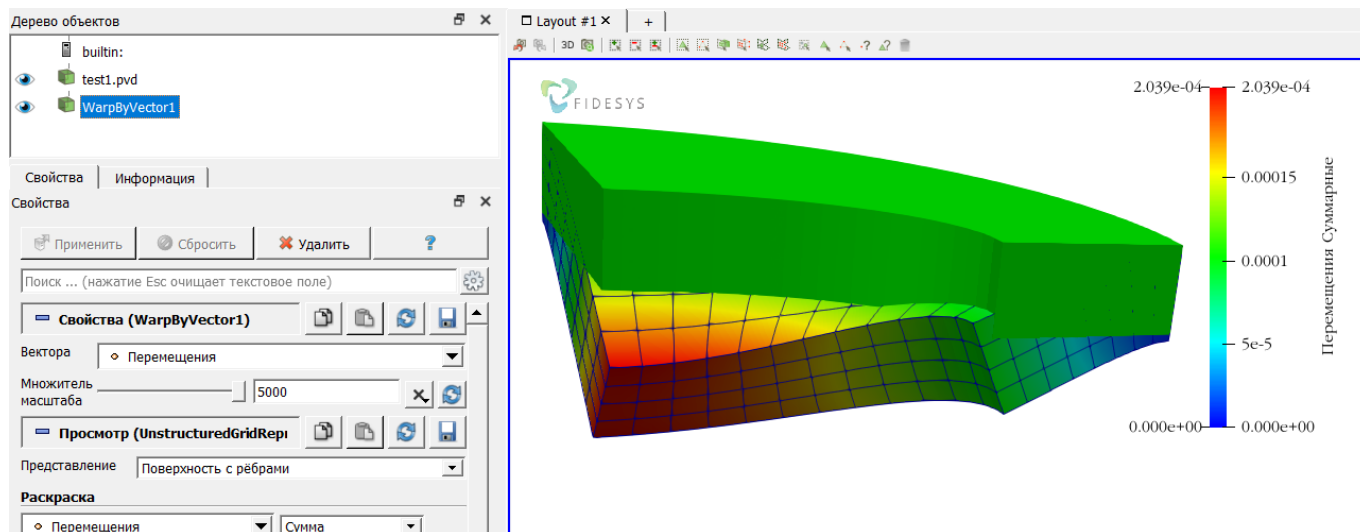 Дерево объектов
builtin:
test1.pvd
WarpByVector1
Свойства
Информация
Свойства
Применить
Сбросить
Удалить
?
Поиск ... (нажатие Esc очищает текстовое поле)
Свойства (WarpByVector1)
Вектора
Перемещения
Множитель масштаба
5000
Просмотр (UnstructuredGridRepr
Представление
Поверхность с рёбрами
Раскраска
Перемещения
Сумма
Layout #1
+
3D
FIDESYS
2.039e-04
2.039e-04
0.00015
0.0001
5e-5
0.000e+00
0.000e+00
Перемещения Суммарные